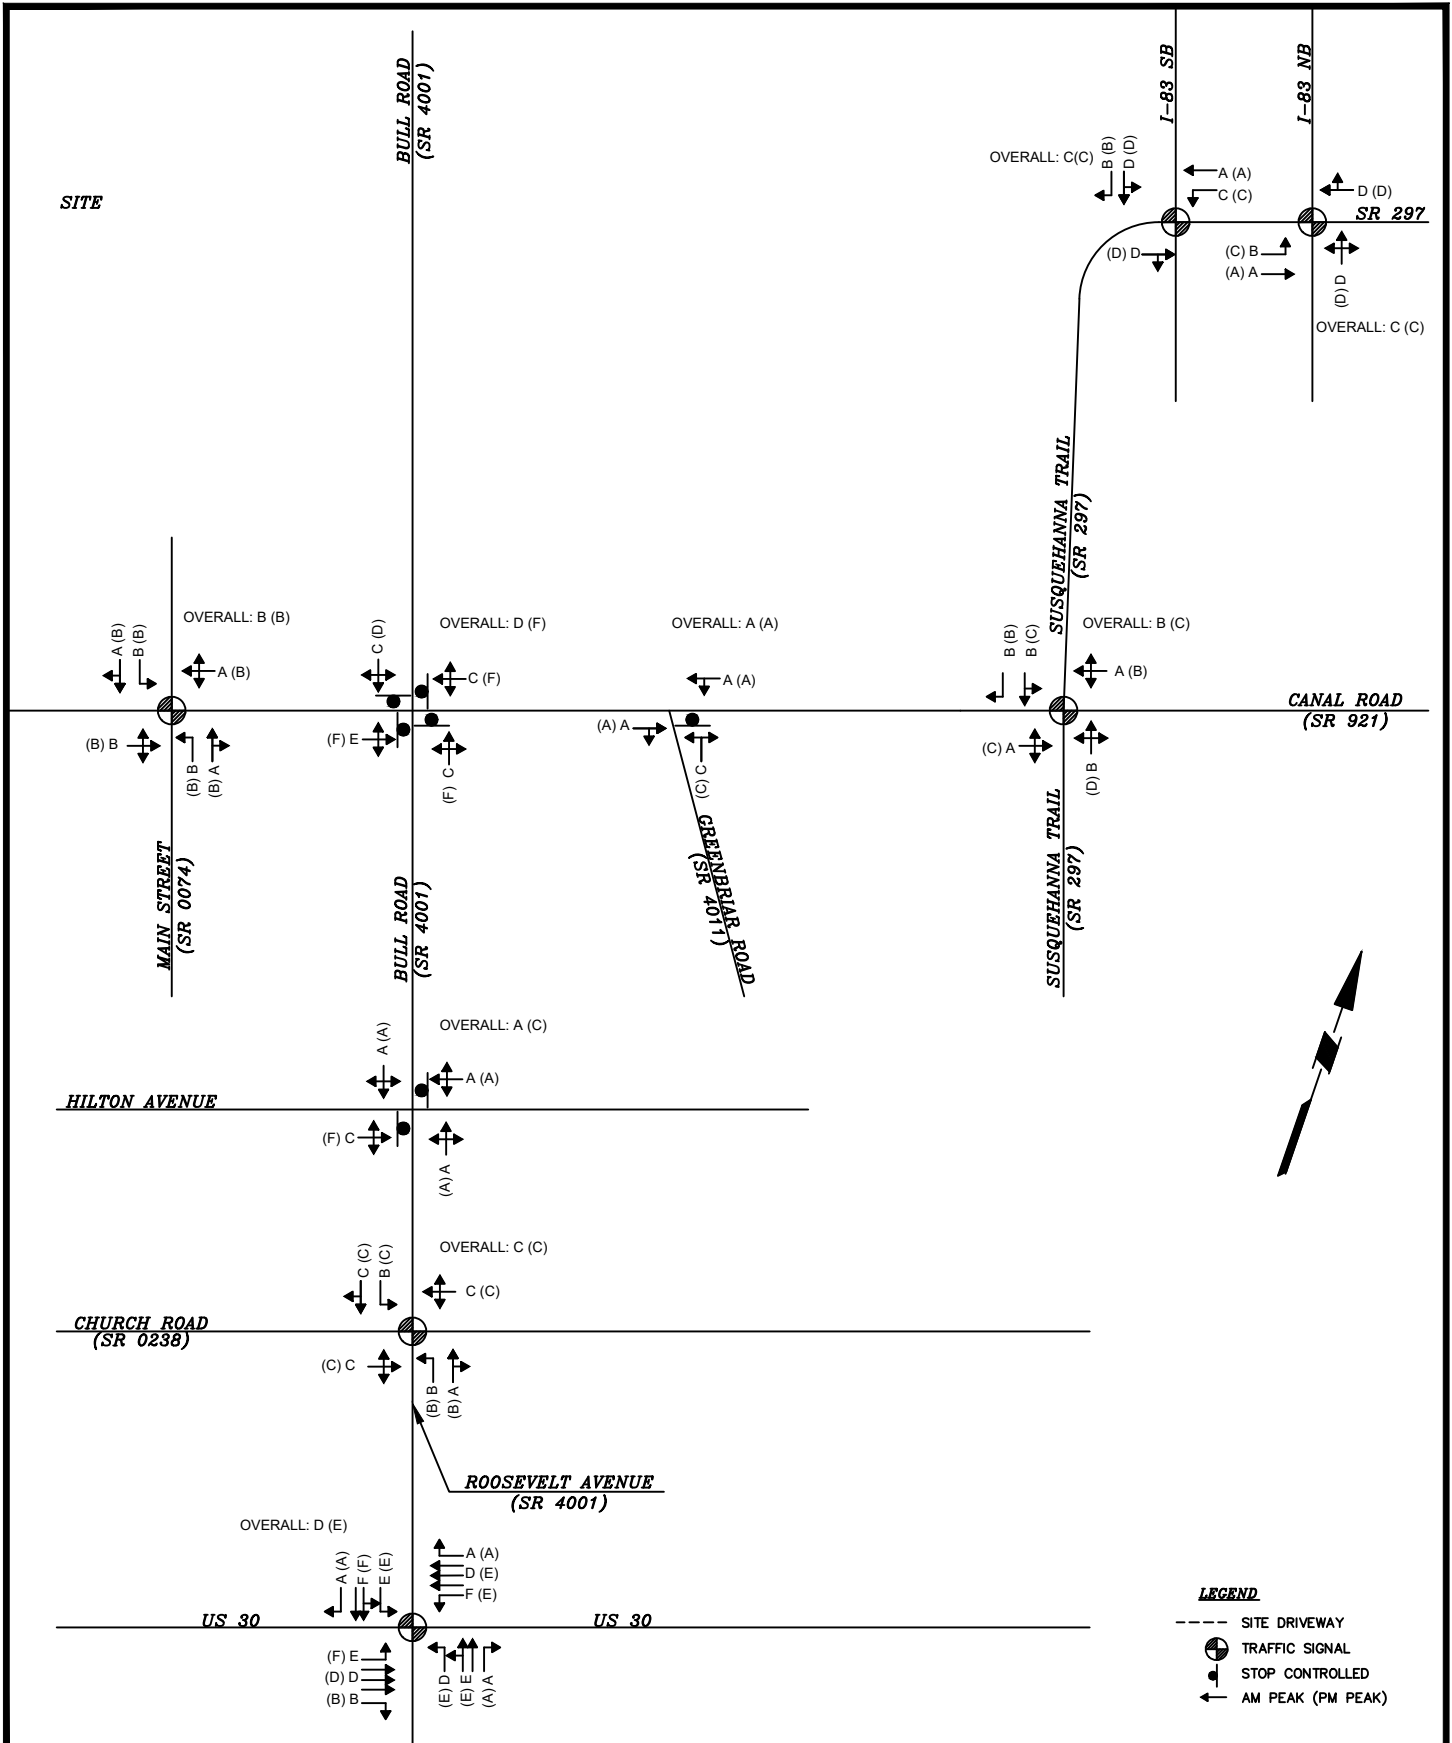 BULL ROAD
(SR 4001)
I-83 SB
I-83 NB
OVERALL: C(C)
B (B)
D (D)
A (A)
C (C)
D (D)
SR 297
SITE
(D) D
(C) B
(A) A
(D) D
OVERALL: C (C)
SUSQUEHANNA TRAIL
(SR 297)
A (B)
B (B)
OVERALL: B (B)
A (B)
C (D)
OVERALL: D (F)
C (F)
OVERALL: A (A)
A (A)
B (B)
B (C)
OVERALL: B (C)
A (B)
CANAL ROAD
(SR 921)
(B) B
(B) B
(B) A
(F) E
(F) C
(A) A
(C) C
(C) A
(D) B
MAIN STREET
(SR 0074)
BULL ROAD
(SR 4001)
GREENBRIAR ROAD
(SR 4011)
SUSQUEHANNA TRAIL
(SR 297)
A (A)
OVERALL: A (C)
A (A)
HILTON AVENUE
(F) C
(A) A
C (C)
B (C)
OVERALL: C (C)
C (C)
CHURCH ROAD
(SR 0238)
(C) C
(B) B
(B) A
ROOSEVELT AVENUE
(SR 4001)
OVERALL: D (E)
A (A)
F (F)
E (E)
A (A)
D (E)
F (E)
US 30
US 30
(F) E
(D) D
(B) B
(E) D
(E) E
(A) A
LEGEND
SITE DRIVEWAY
TRAFFIC SIGNAL
STOP CONTROLLED
AM PEAK (PM PEAK)